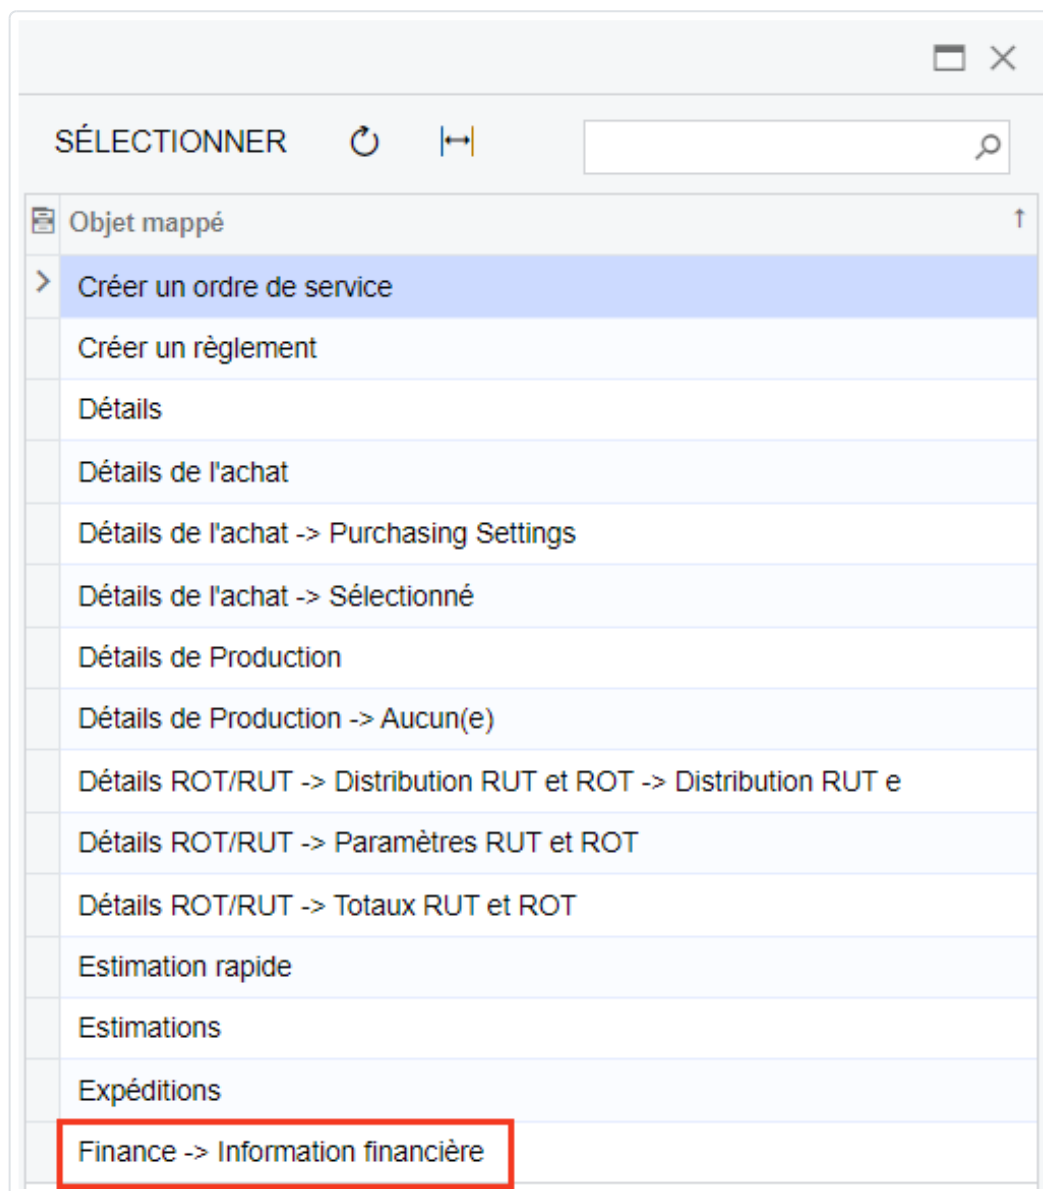 SÉLECTIONNER
Objet mappé
Créer un ordre de service
Créer un règlement
Détails
Détails de l'achat
Détails de l'achat -> Purchasing Settings
Détails de l'achat -> Sélectionné
Détails de Production
Détails de Production -> Aucun(e)
Détails ROT/RUT -> Distribution RUT et ROT -> Distribution RUT e
Détails ROT/RUT -> Paramètres RUT et ROT
Détails ROT/RUT -> Totaux RUT et ROT
Estimation rapide
Estimations
Expéditions
Finance -> Information financière